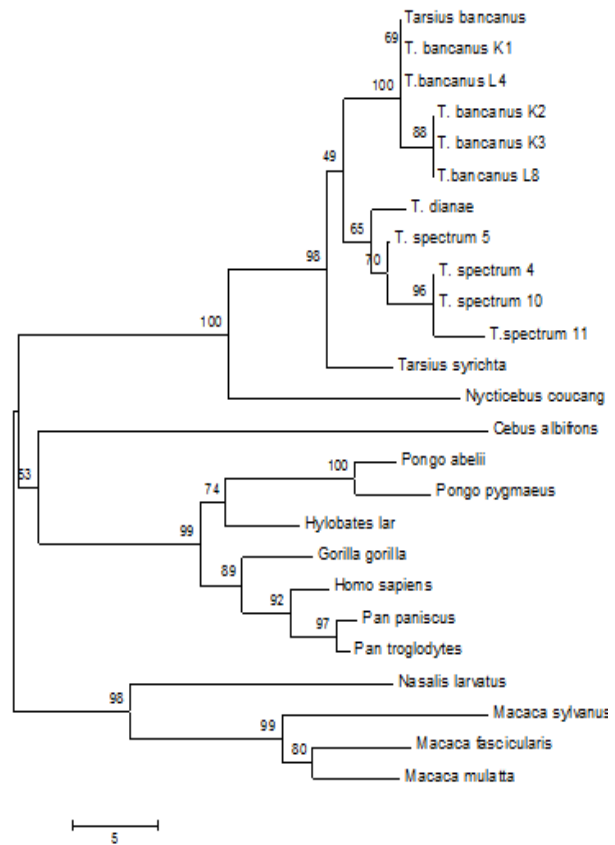 Tarsius bancanus
69
T. bancanus K1
T.bancanus L4
100
T. bancanus K2
88
T. bancanus K3
49
T.bancanus L8
T. dianae
65
T. spectrum 5
98
70
T. spectrum 4
96
T. spectrum 10
100
T.spectrum 11
Tarsius syrichta
Nycticebus coucang
Cebus albifrons
Pongo abelii
100
53
Pongo pygmaeus
74
Hylobates lar
99
Gorilla gorilla
89
Homo sapiens
92
Pan paniscus
97
Pan troglodytes
Nasalis larvatus
98
Macaca sylvanus
99
Macaca fascicularis
80
Macaca mulatta
5